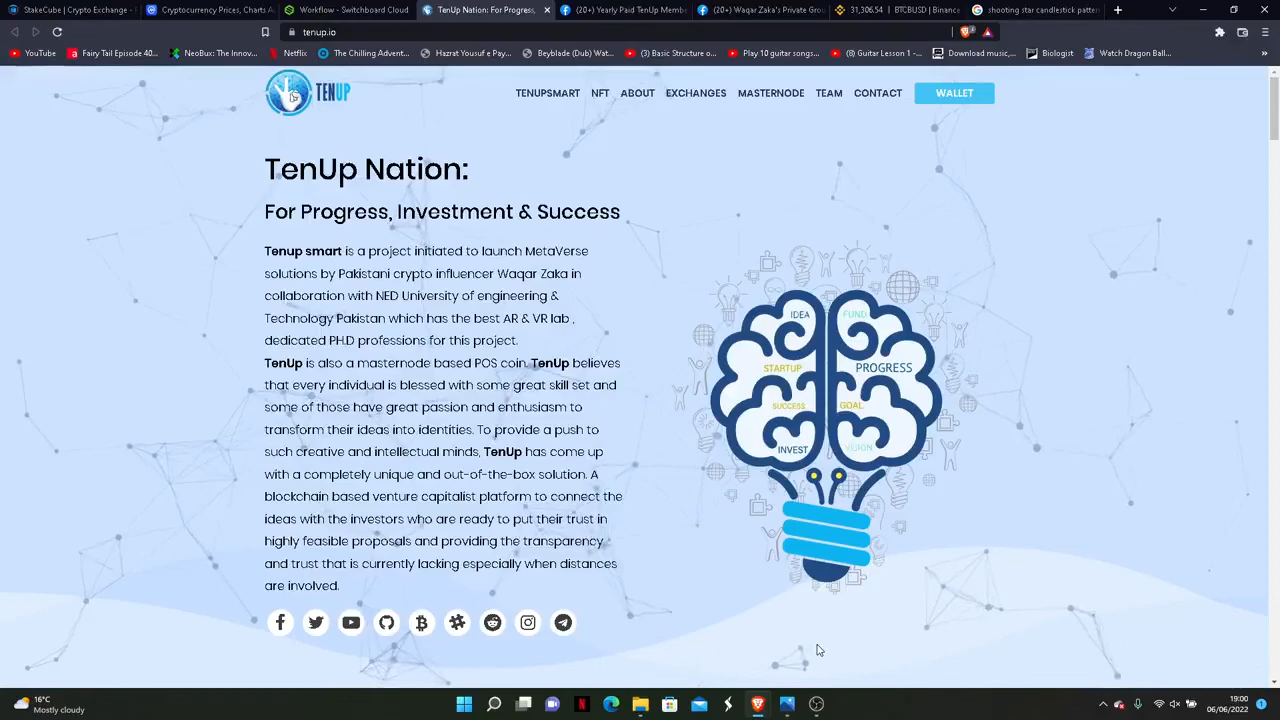 StakeCube | Crypto Exchange -
Cryptocurrency Prices, Charts A
Workflow - Switchboard Cloud
TenUp Nation: For Progress,
(20+) Yearly Paid TenUp Memb
(20+) Waqar Zaka's Private Grou
31,306.54 | BTCBUSD | Binance
shooting star candlestick patter
tenup.io
YouTube
Fairy Tail Episode 40...
NeoBux: The Innov...
Netflix
The Chilling Advent...
Hazrat Yousuf e Pay...
Beyblade (Dub) Wat...
(3) Basic Structure o...
Play 10 guitar songs...
(8) Guitar Lesson 1 -...
Download music,...
Biologist
Watch Dragon Ball...
TENUP
TENUPSMART
NFT
ABOUT
EXCHANGES
MASTERNODE
TEAM
CONTACT
WALLET
TenUp Nation:
For Progress, Investment & Success
Tenup smart is a project initiated to launch MetaVerse
solutions by Pakistani crypto influencer Waqar Zaka in
collaboration with NED University of engineering &
Technology Pakistan which has the best AR & VR lab ,
dedicated PH.D professions for this project.
TenUp is also a masternode based POS coin. TenUp believes
that every individual is blessed with some great skill set and
some of those have great passion and enthusiasm to
transform their ideas into identities. To provide a push to
such creative and intellectual minds, TenUp has come up
with a completely unique and out-of-the-box solution. A
blockchain based venture capitalist platform to connect the
ideas with the investors who are ready to put their trust in
highly feasible proposals and providing the transparency
and trust that is currently lacking especially when distances
are involved.
IDEA
FUND
STARTUP
PROGRESS
SUCCESS
GOAL
INVEST
VISION
16°C
Mostly cloudy
19:00
06/06/2022